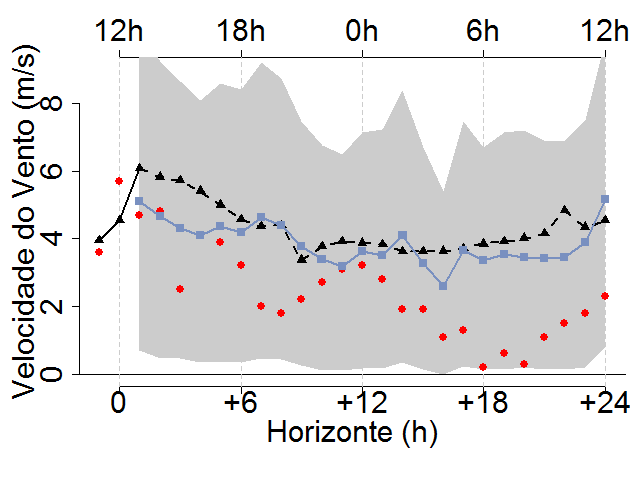 12h 18h 0h 6h 12h
Velocidade do Vento (m/s)
8
6
4
2
0
0 +6 +12 +18 +24
Horizonte (h)